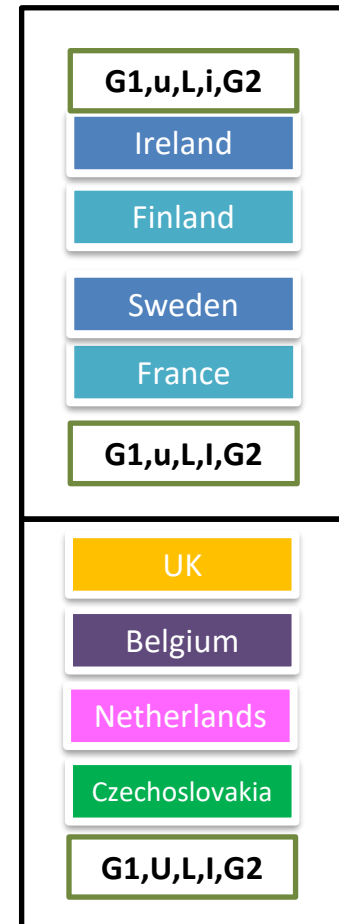 G1,u,L,i,G2
Ireland
Finland
Sweden
France
G1,u,L,I,G2
UK
Belgium
Netherlands
Czechoslovakia
G1,U,L,I,G2